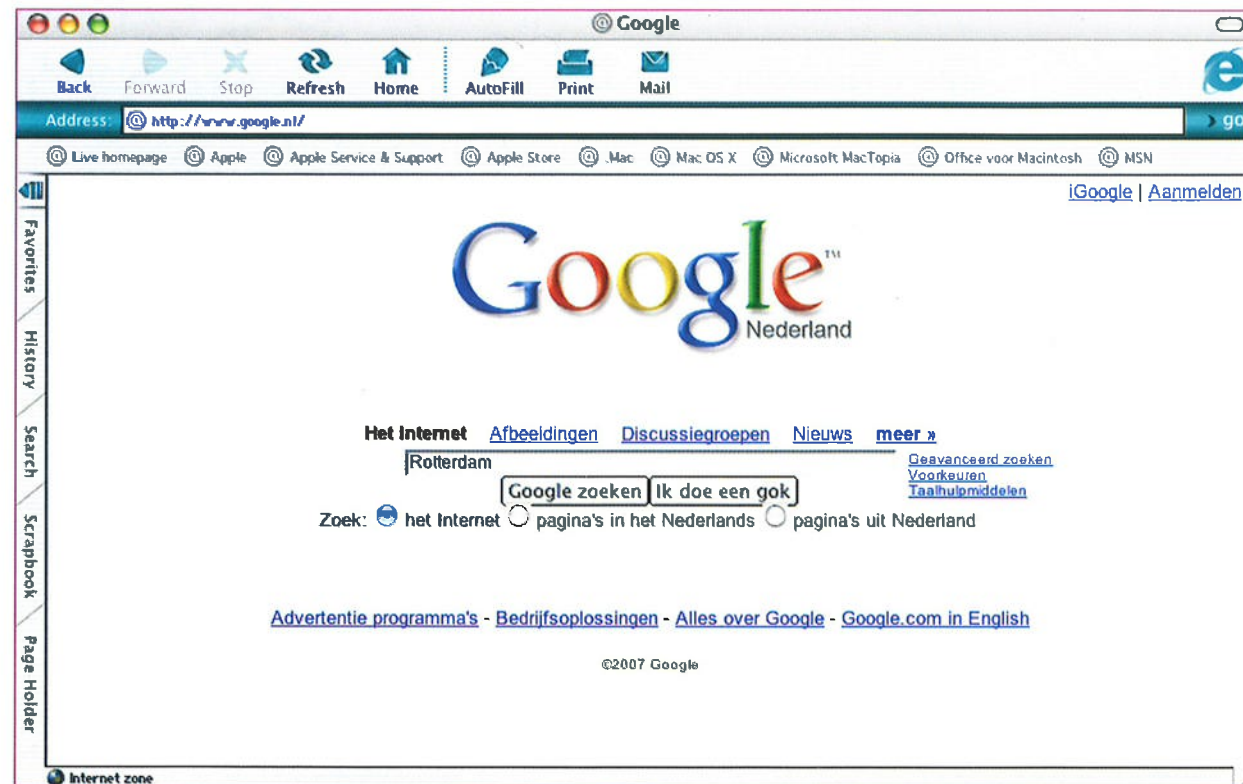 Google
Back Forward Stop Refresh Home AutoFill Print Mail
Address: http://www.google.nl/ go
Live homepage Apple Apple Service & Support Apple Store .Mac Mac OS X Microsoft MacTopia Office voor Macintosh MSN
iGoogle | Aanmelden
Favorites
History
Search
Scrapbook
Page Holder
Google™
Nederland
Het Internet Afbeeldingen Discussiegroepen Nieuws meer »
Rotterdam
Geavanceerd zoeken
Voorkeuren
Taalhulpmiddelen
Google zoeken Ik doe een gok
Zoek: het Internet pagina's in het Nederlands pagina's uit Nederland
Advertentie programma's - Bedrijfsoplossingen - Alles over Google - Google.com in English
©2007 Google
Internet zone